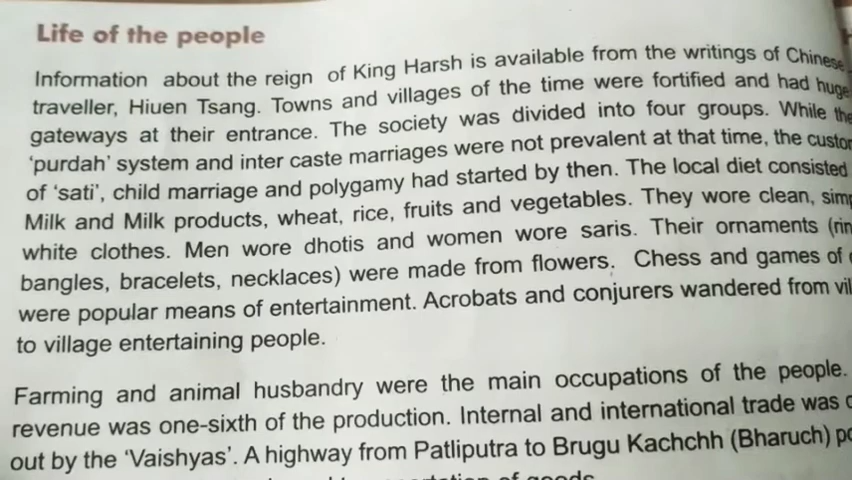 Life of the people
Information about the reign of King Harsh is available from the writings of Chinese
traveller, Hiuen Tsang. Towns and villages of the time were fortified and had huge
gateways at their entrance. The society was divided into four groups. While the
'purdah' system and inter caste marriages were not prevalent at that time, the
of 'sati', child marriage and polygamy had started by then. The local diet consisted
Milk and Milk products, wheat, rice, fruits and vegetables. They wore clean,
white clothes. Men wore dhotis and women wore saris. Their ornaments
bangles, bracelets, necklaces) were made from flowers. Chess and games of
were popular means of entertainment. Acrobats and conjurers wandered from
to village entertaining people.
Farming and animal husbandry were the main occupations of the people.
revenue was one-sixth of the production. Internal and international trade was
out by the 'Vaishyas'. A highway from Patliputra to Brugu Kachchh (Bharuch)
of goods